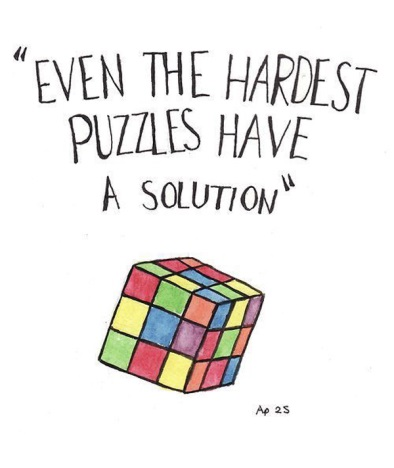 "EVEN THE HARDEST
PUZZLES HAVE
A SOLUTION"
Ap 25